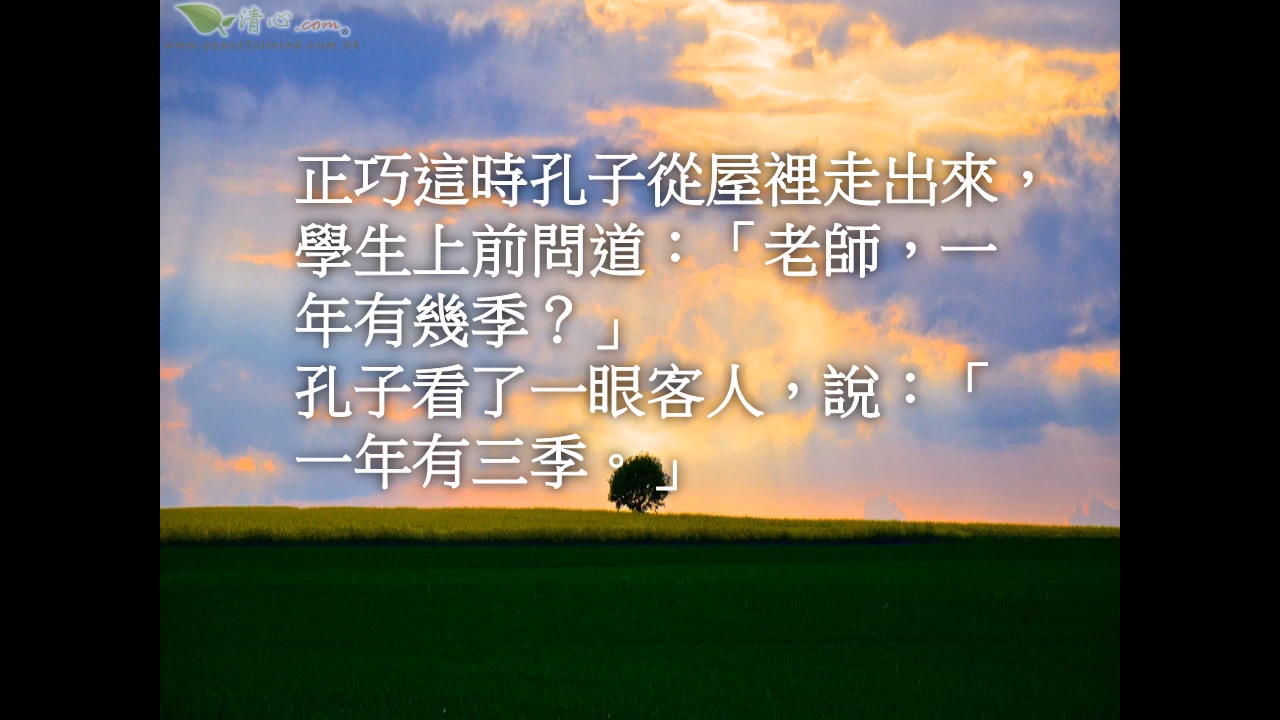 清心.com
正巧這時孔子從屋裡走出來，
學生上前問道：「老師，一
年有幾季？」
孔子看了一眼客人，說：「
一年有三季。」